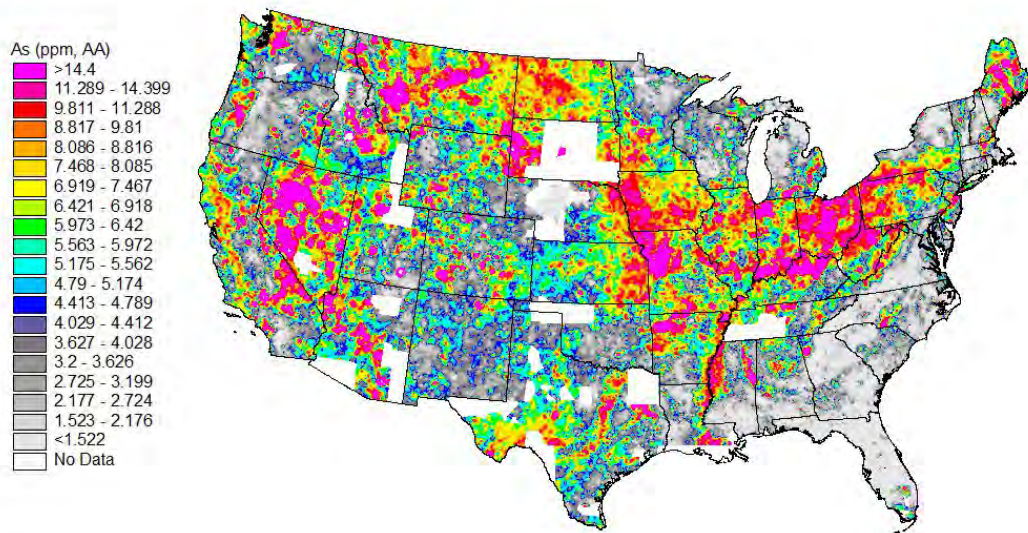 As (ppm, AA)
>14.4
11.289 - 14.399
9.811 - 11.288
8.817 - 9.81
8.086 - 8.816
7.468 - 8.085
6.919 - 7.467
6.421 - 6.918
5.973 - 6.42
5.563 - 5.972
5.175 - 5.562
4.79 - 5.174
4.413 - 4.789
4.029 - 4.412
3.627 - 4.028
3.2 - 3.626
2.725 - 3.199
2.177 - 2.724
1.523 - 2.176
<1.522
No Data